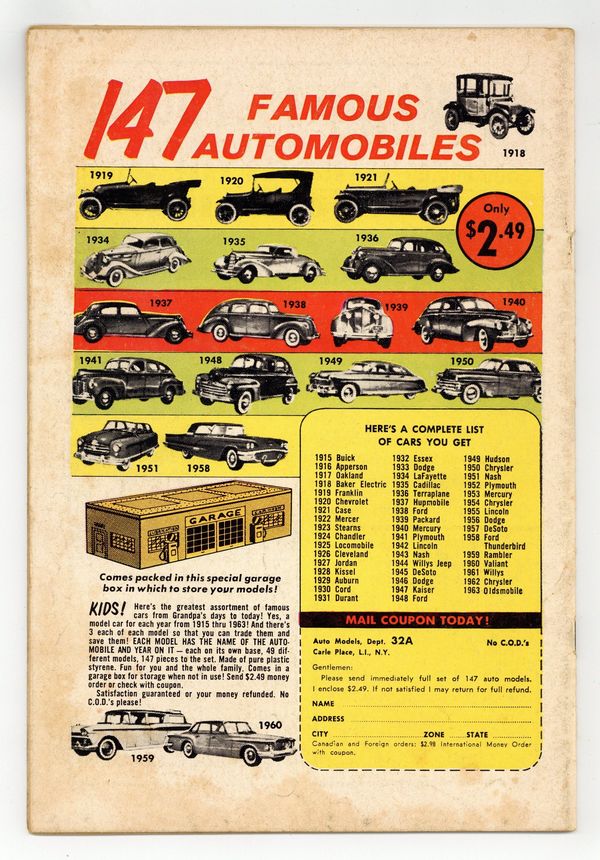 147 FAMOUS
AUTOMOBILES
1918
1919
1920
1921
Only
$2.49
1934
1935
1936
1937
1938
1939
1940
1941
1948
1949
1950
1951
1958
GARAGE
Comes packed in this special garage
box in which to store your models!
KIDS! Here's the greatest assortment of famous
cars from Grandpa's days to today! Yes, a
model car for each year from 1915 thru 1963! And there's
3 each of each model so that you can trade them and
save them! EACH MODEL HAS THE NAME OF THE AUTO-
MOBILE AND YEAR ON IT — each on its own base, 49 dif-
ferent models, 147 pieces to the set. Made of pure plastic
styrene. Fun for you and the whole family. Comes in a
garage box for storage when not in use! Send $2.49 money
order or check with coupon.
Satisfaction guaranteed or your money refunded. No
C.O.D.'s please!
1959
1960
HERE'S A COMPLETE LIST
OF CARS YOU GET
1915 Buick
1916 Apperson
1917 Oakland
1918 Baker Electric
1919 Franklin
1920 Chevrolet
1921 Case
1922 Mercer
1923 Stearns
1924 Chandler
1925 Locomobile
1926 Cleveland
1927 Jordan
1928 Kissel
1929 Auburn
1930 Cord
1931 Durant
1932 Essex
1933 Dodge
1934 LaFayette
1935 Cadillac
1936 Terraplane
1937 Hupmobile
1938 Ford
1939 Packard
1940 Mercury
1941 Plymouth
1942 Lincoln
1943 Nash
1944 Willys Jeep
1945 DeSoto
1946 Dodge
1947 Kaiser
1948 Ford
1949 Hudson
1950 Chrysler
1951 Nash
1952 Plymouth
1953 Mercury
1954 Chrysler
1955 Lincoln
1956 Dodge
1957 DeSoto
1958 Ford
Thunderbird
1959 Rambler
1960 Valiant
1961 Willys
1962 Chrysler
1963 Oldsmobile
MAIL COUPON TODAY!
Auto Models, Dept. 32A No C.O.D.'s
Carle Place, L.I., N.Y.
Gentlemen:
Please send immediately full set of 147 auto models.
I enclose $2.49. If not satisfied I may return for full refund.
NAME
ADDRESS
CITY ZONE STATE
Canadian and Foreign orders: $2.98 International Money Order
with coupon.